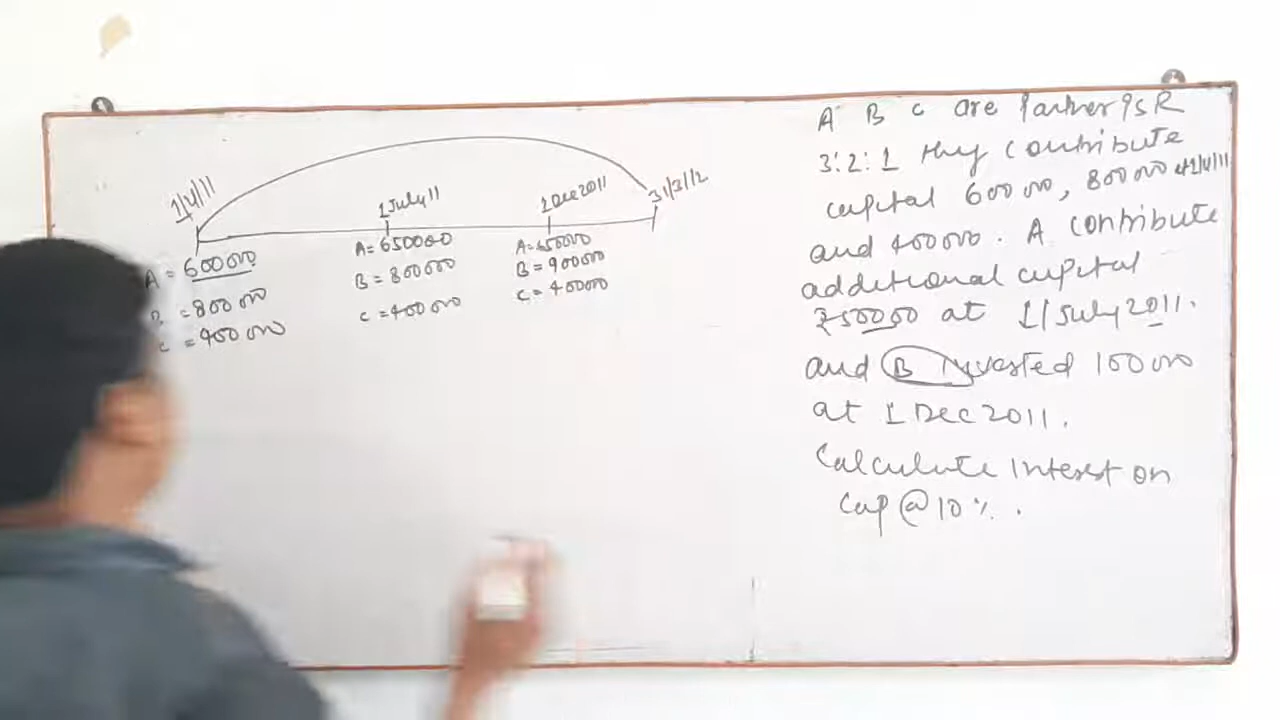 1/4/11
1 July 11
1 Dec 2011
31/3/12
A = 600000
B = 800000
C = 400000
A = 650000
B = 800000
C = 400000
A = 650000
B = 900000
C = 400000
A B C are Partner PSR
3:2:1 they contribute
capital 600000, 800000 at 1/4/11
and 400000. A contribute
additional capital
₹50000 at 1/July 2011.
and B invested 100000
at 1 Dec 2011.
Calculate interest on
Cap @ 10%.